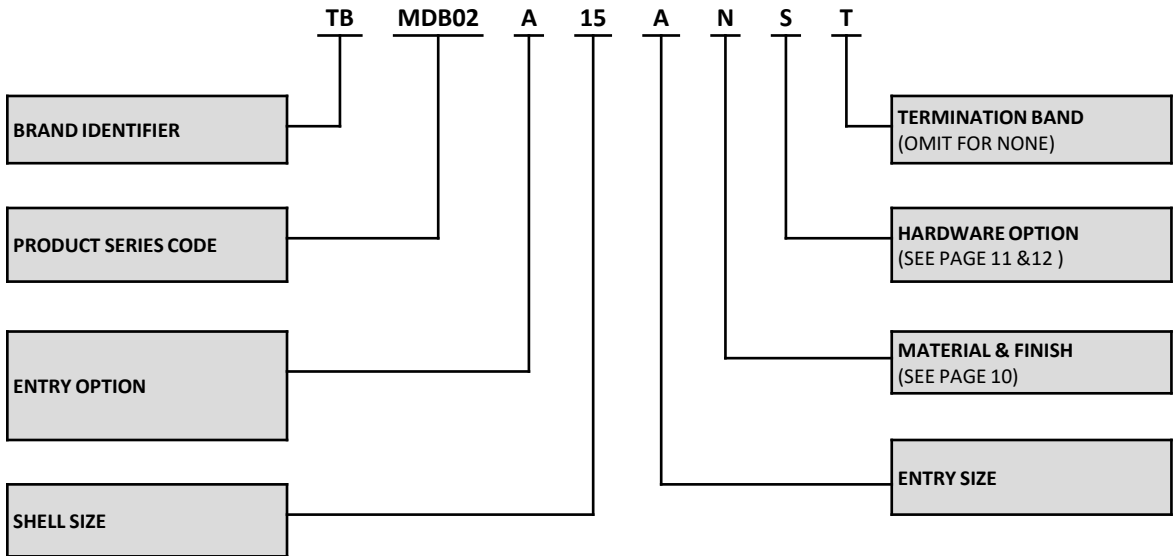 TB MDB02 A 15 A N S T
BRAND IDENTIFIER
PRODUCT SERIES CODE
ENTRY OPTION
SHELL SIZE
TERMINATION BAND
(OMIT FOR NONE)
HARDWARE OPTION
(SEE PAGE 11 &12 )
MATERIAL & FINISH
(SEE PAGE 10)
ENTRY SIZE